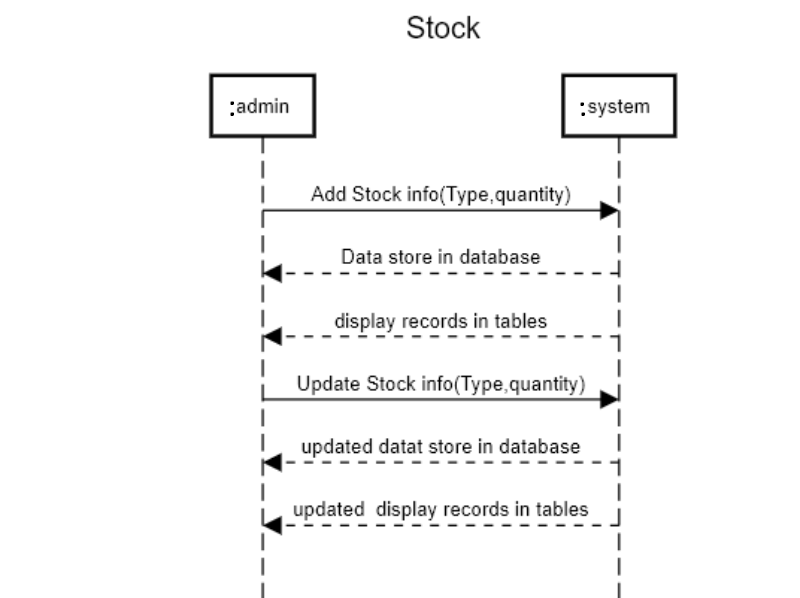 Stock
:admin
:system
Add Stock info(Type,quantity)
Data store in database
display records in tables
Update Stock info(Type,quantity)
updated datat store in database
updated  display records in tables